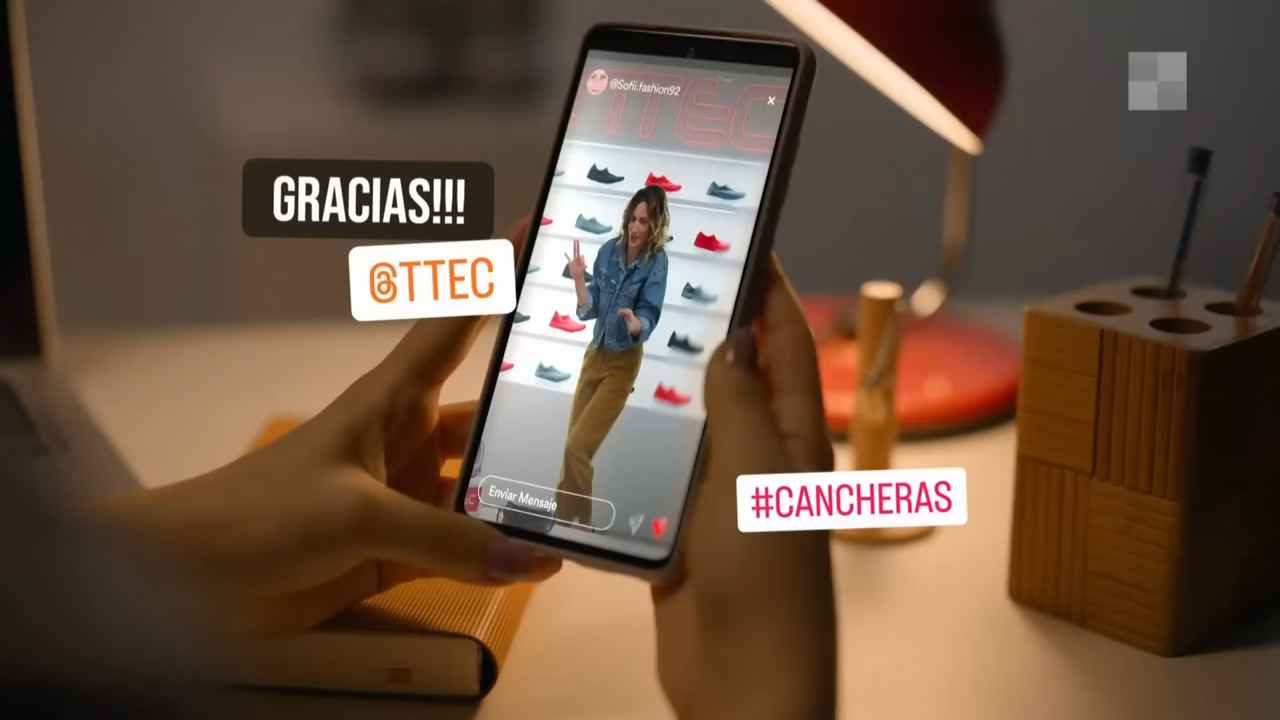 @Sofii.fashion92
TTEC
GRACIAS!!!
@TTEC
#CANCHERAS
Enviar Mensaje